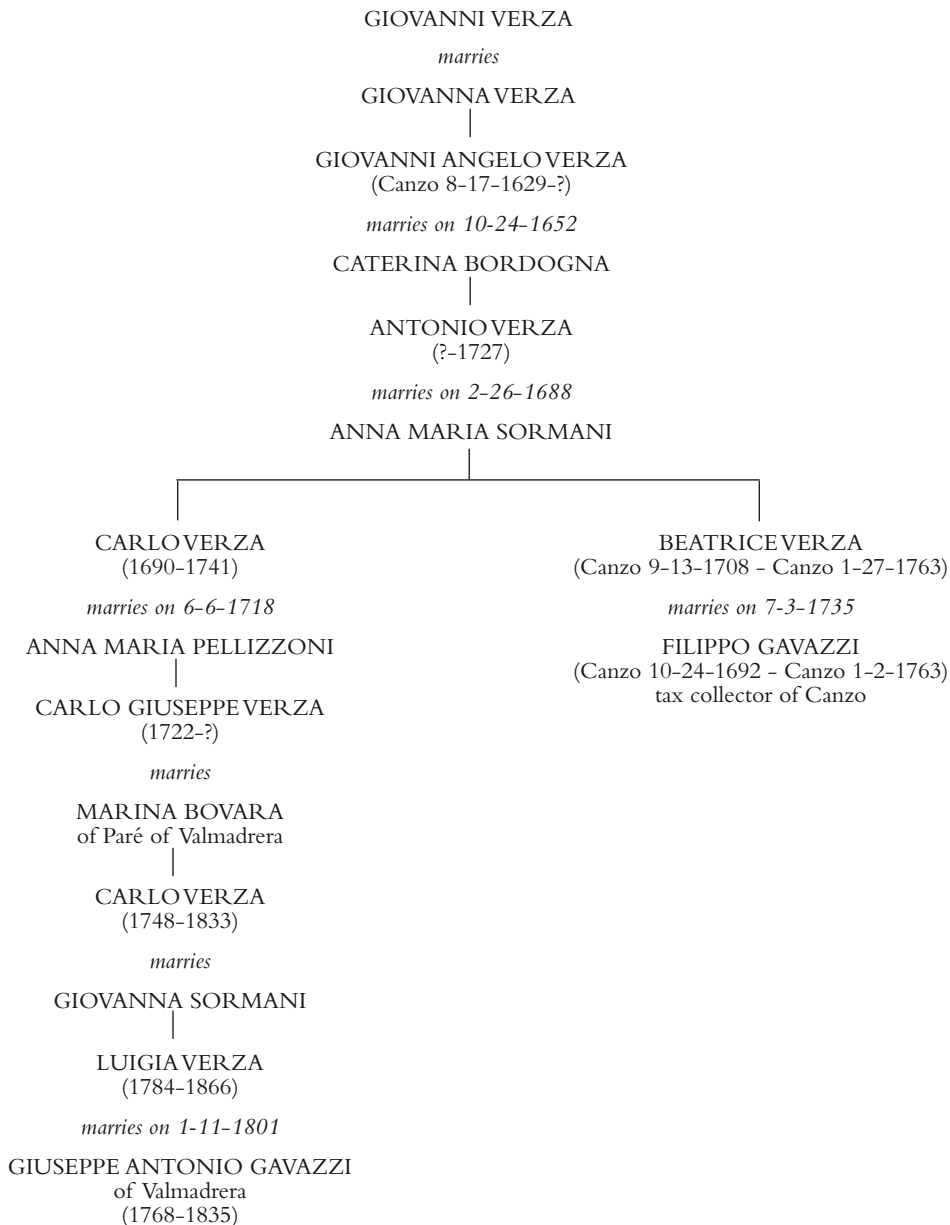 GIOVANNI VERZA
marries
GIOVANNA VERZA
GIOVANNI ANGELO VERZA
(Canzo 8-17-1629-?)
marries on 10-24-1652
CATERINA BORDOGNA
ANTONIO VERZA
(?-1727)
marries on 2-26-1688
ANNA MARIA SORMANI
CARLO VERZA
(1690-1741)
marries on 6-6-1718
ANNA MARIA PELLIZZONI
CARLO GIUSEPPE VERZA
(1722-?)
marries
MARINA BOVARA
of Paré of Valmadrera
CARLO VERZA
(1748-1833)
marries
GIOVANNA SORMANI
LUIGIA VERZA
(1784-1866)
marries on 1-11-1801
GIUSEPPE ANTONIO GAVAZZI
of Valmadrera
(1768-1835)
BEATRICE VERZA
(Canzo 9-13-1708 - Canzo 1-27-1763)
marries on 7-3-1735
FILIPPO GAVAZZI
(Canzo 10-24-1692 - Canzo 1-2-1763)
tax collector of Canzo